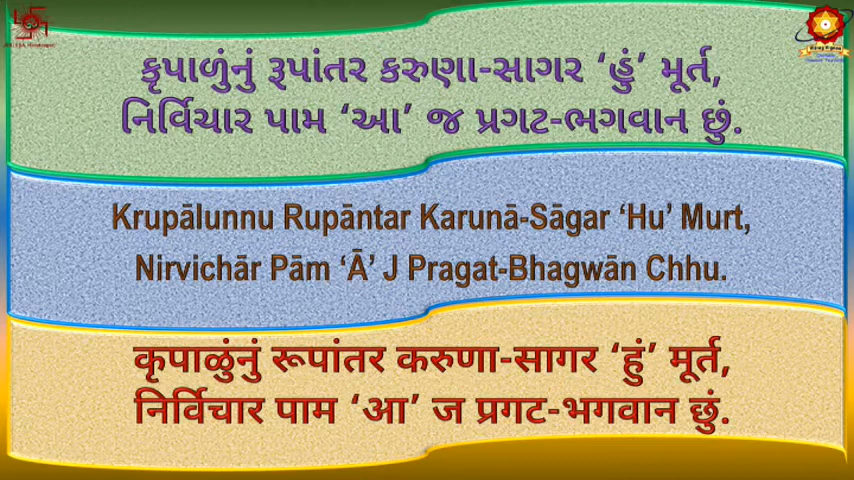 કૃપાળુંનું રૂપાંતર કરુણા-સાગર ‘હું’ મૂર્ત,
નિર્વિચાર પામ ‘આ’ જ પ્રગટ-ભગવાન છું.
Krupālunnu Rupāntar Karunā-Sāgar ‘Hu’ Murt,
Nirvichār Pām ‘Ā’ J Pragat-Bhagwān Chhu.
कृपाळुंनुं रूपांतर करुणा-सागर ‘हुं’ मूर्त,
निर्विचार पाम ‘आ’ ज प्रगट-भगवान छुं.